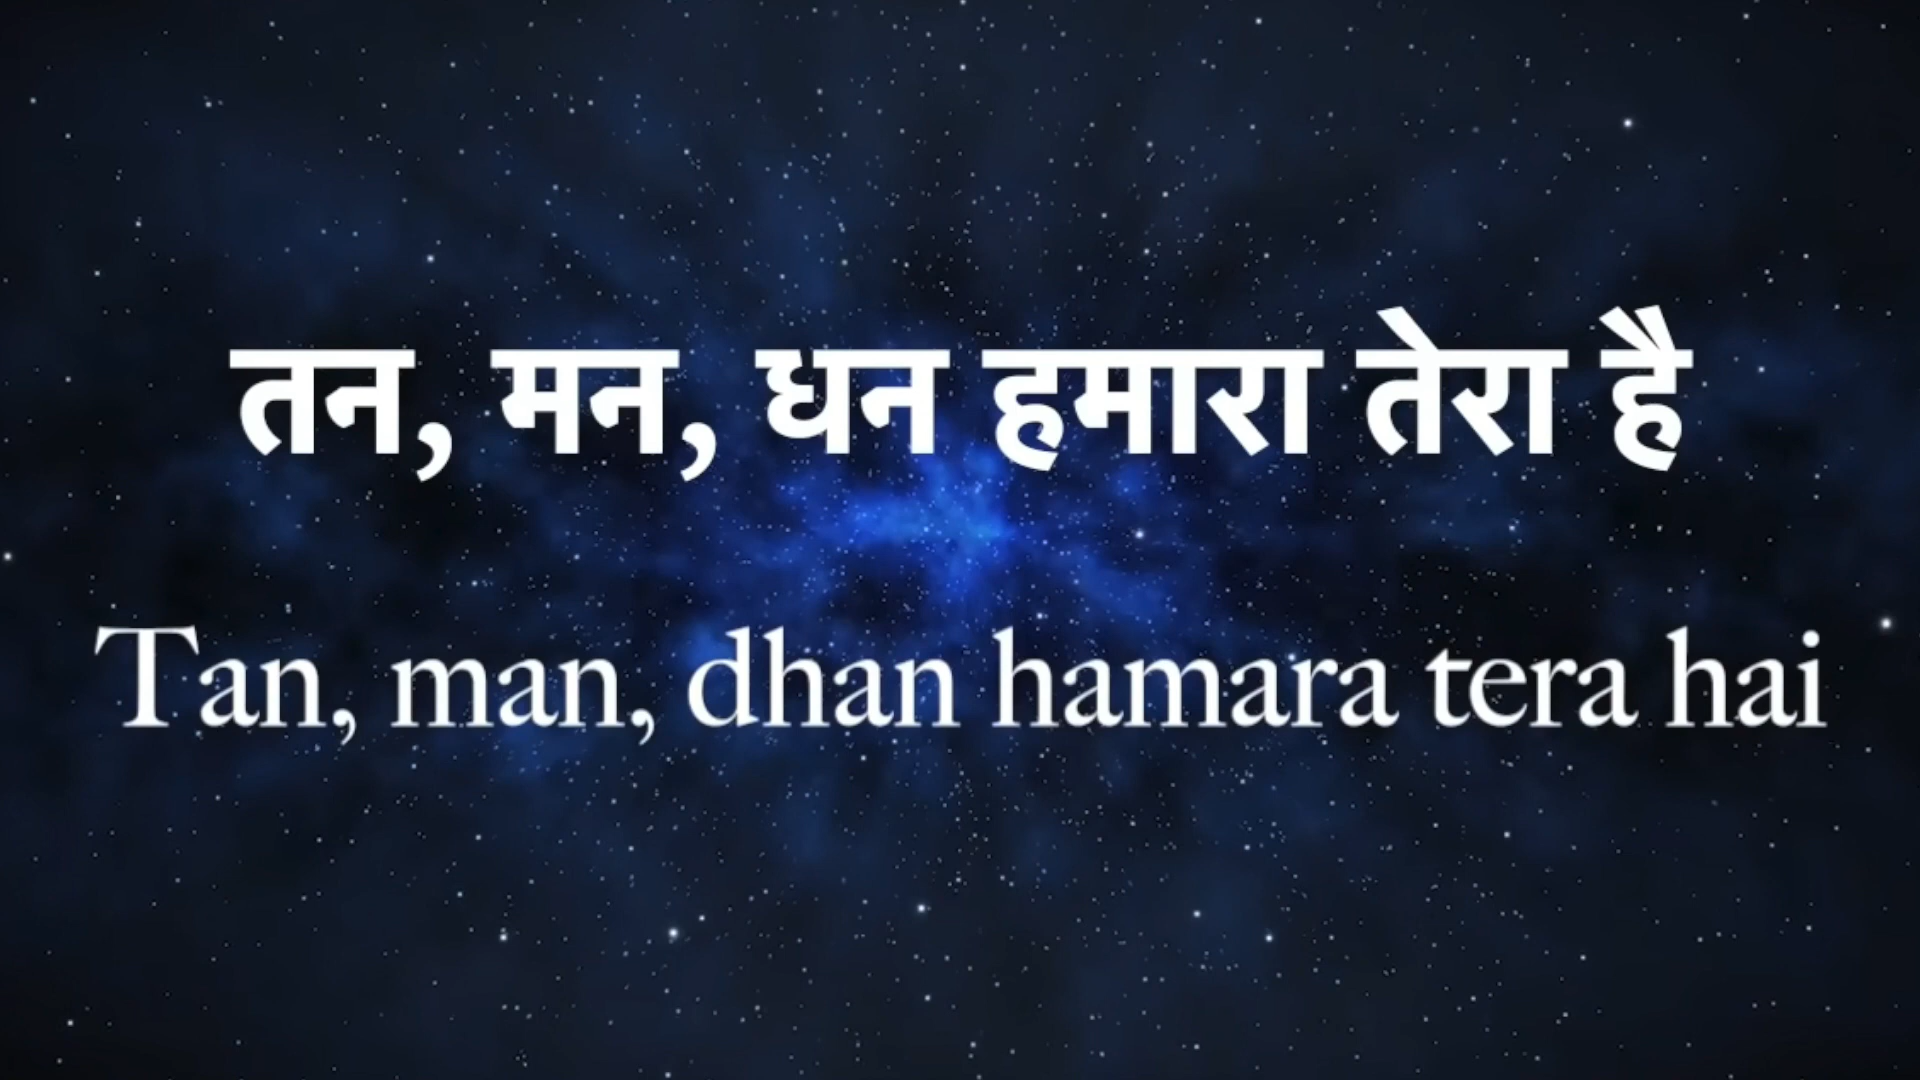 तन, मन, धन हमारा तेरा है
Tan, man, dhan hamara tera hai